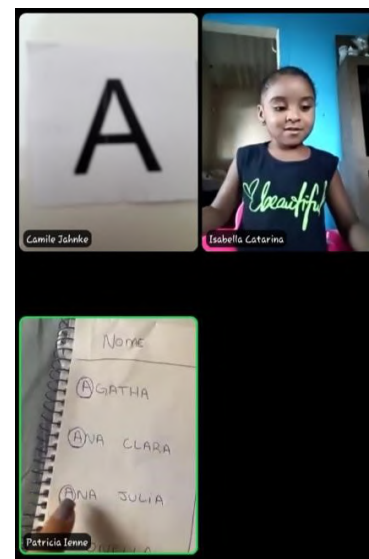 A
Camile Jahnke
beautiful
Isabella Catarina
Nome
AGATHA
ANA CLARA
ANA JULIA
Patricia Ienne